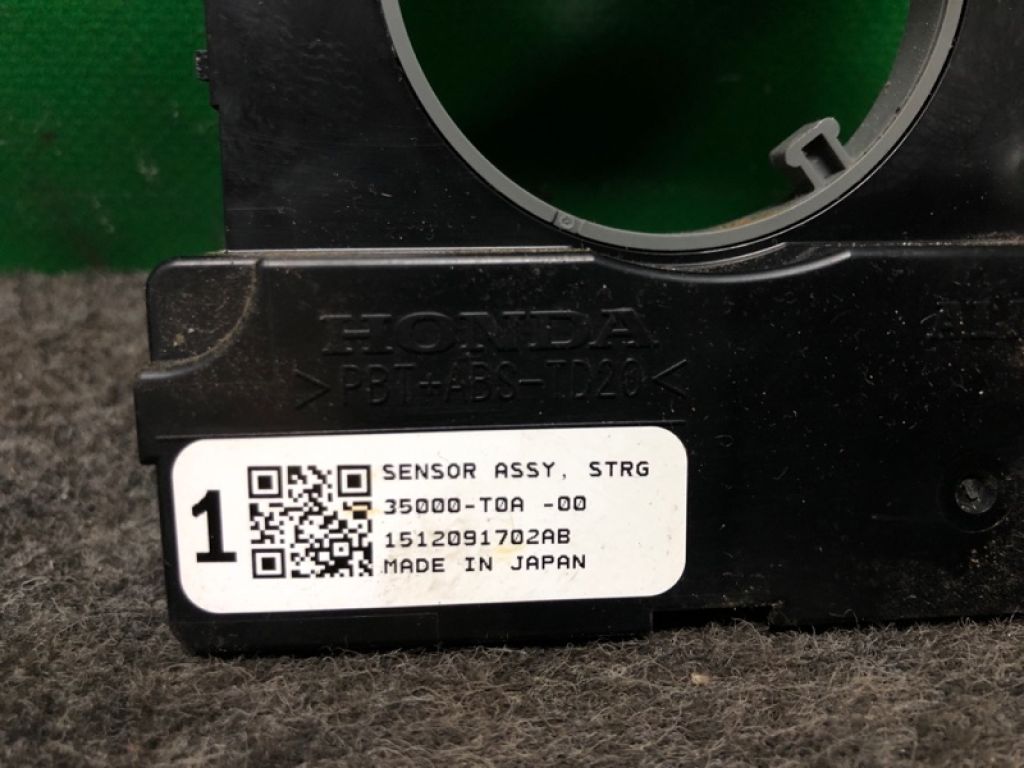 HONDA
>PBT+ABS-TD20<
1
SENSOR ASSY, STRG
35000-T0A -00
1512091702AB
MADE IN JAPAN